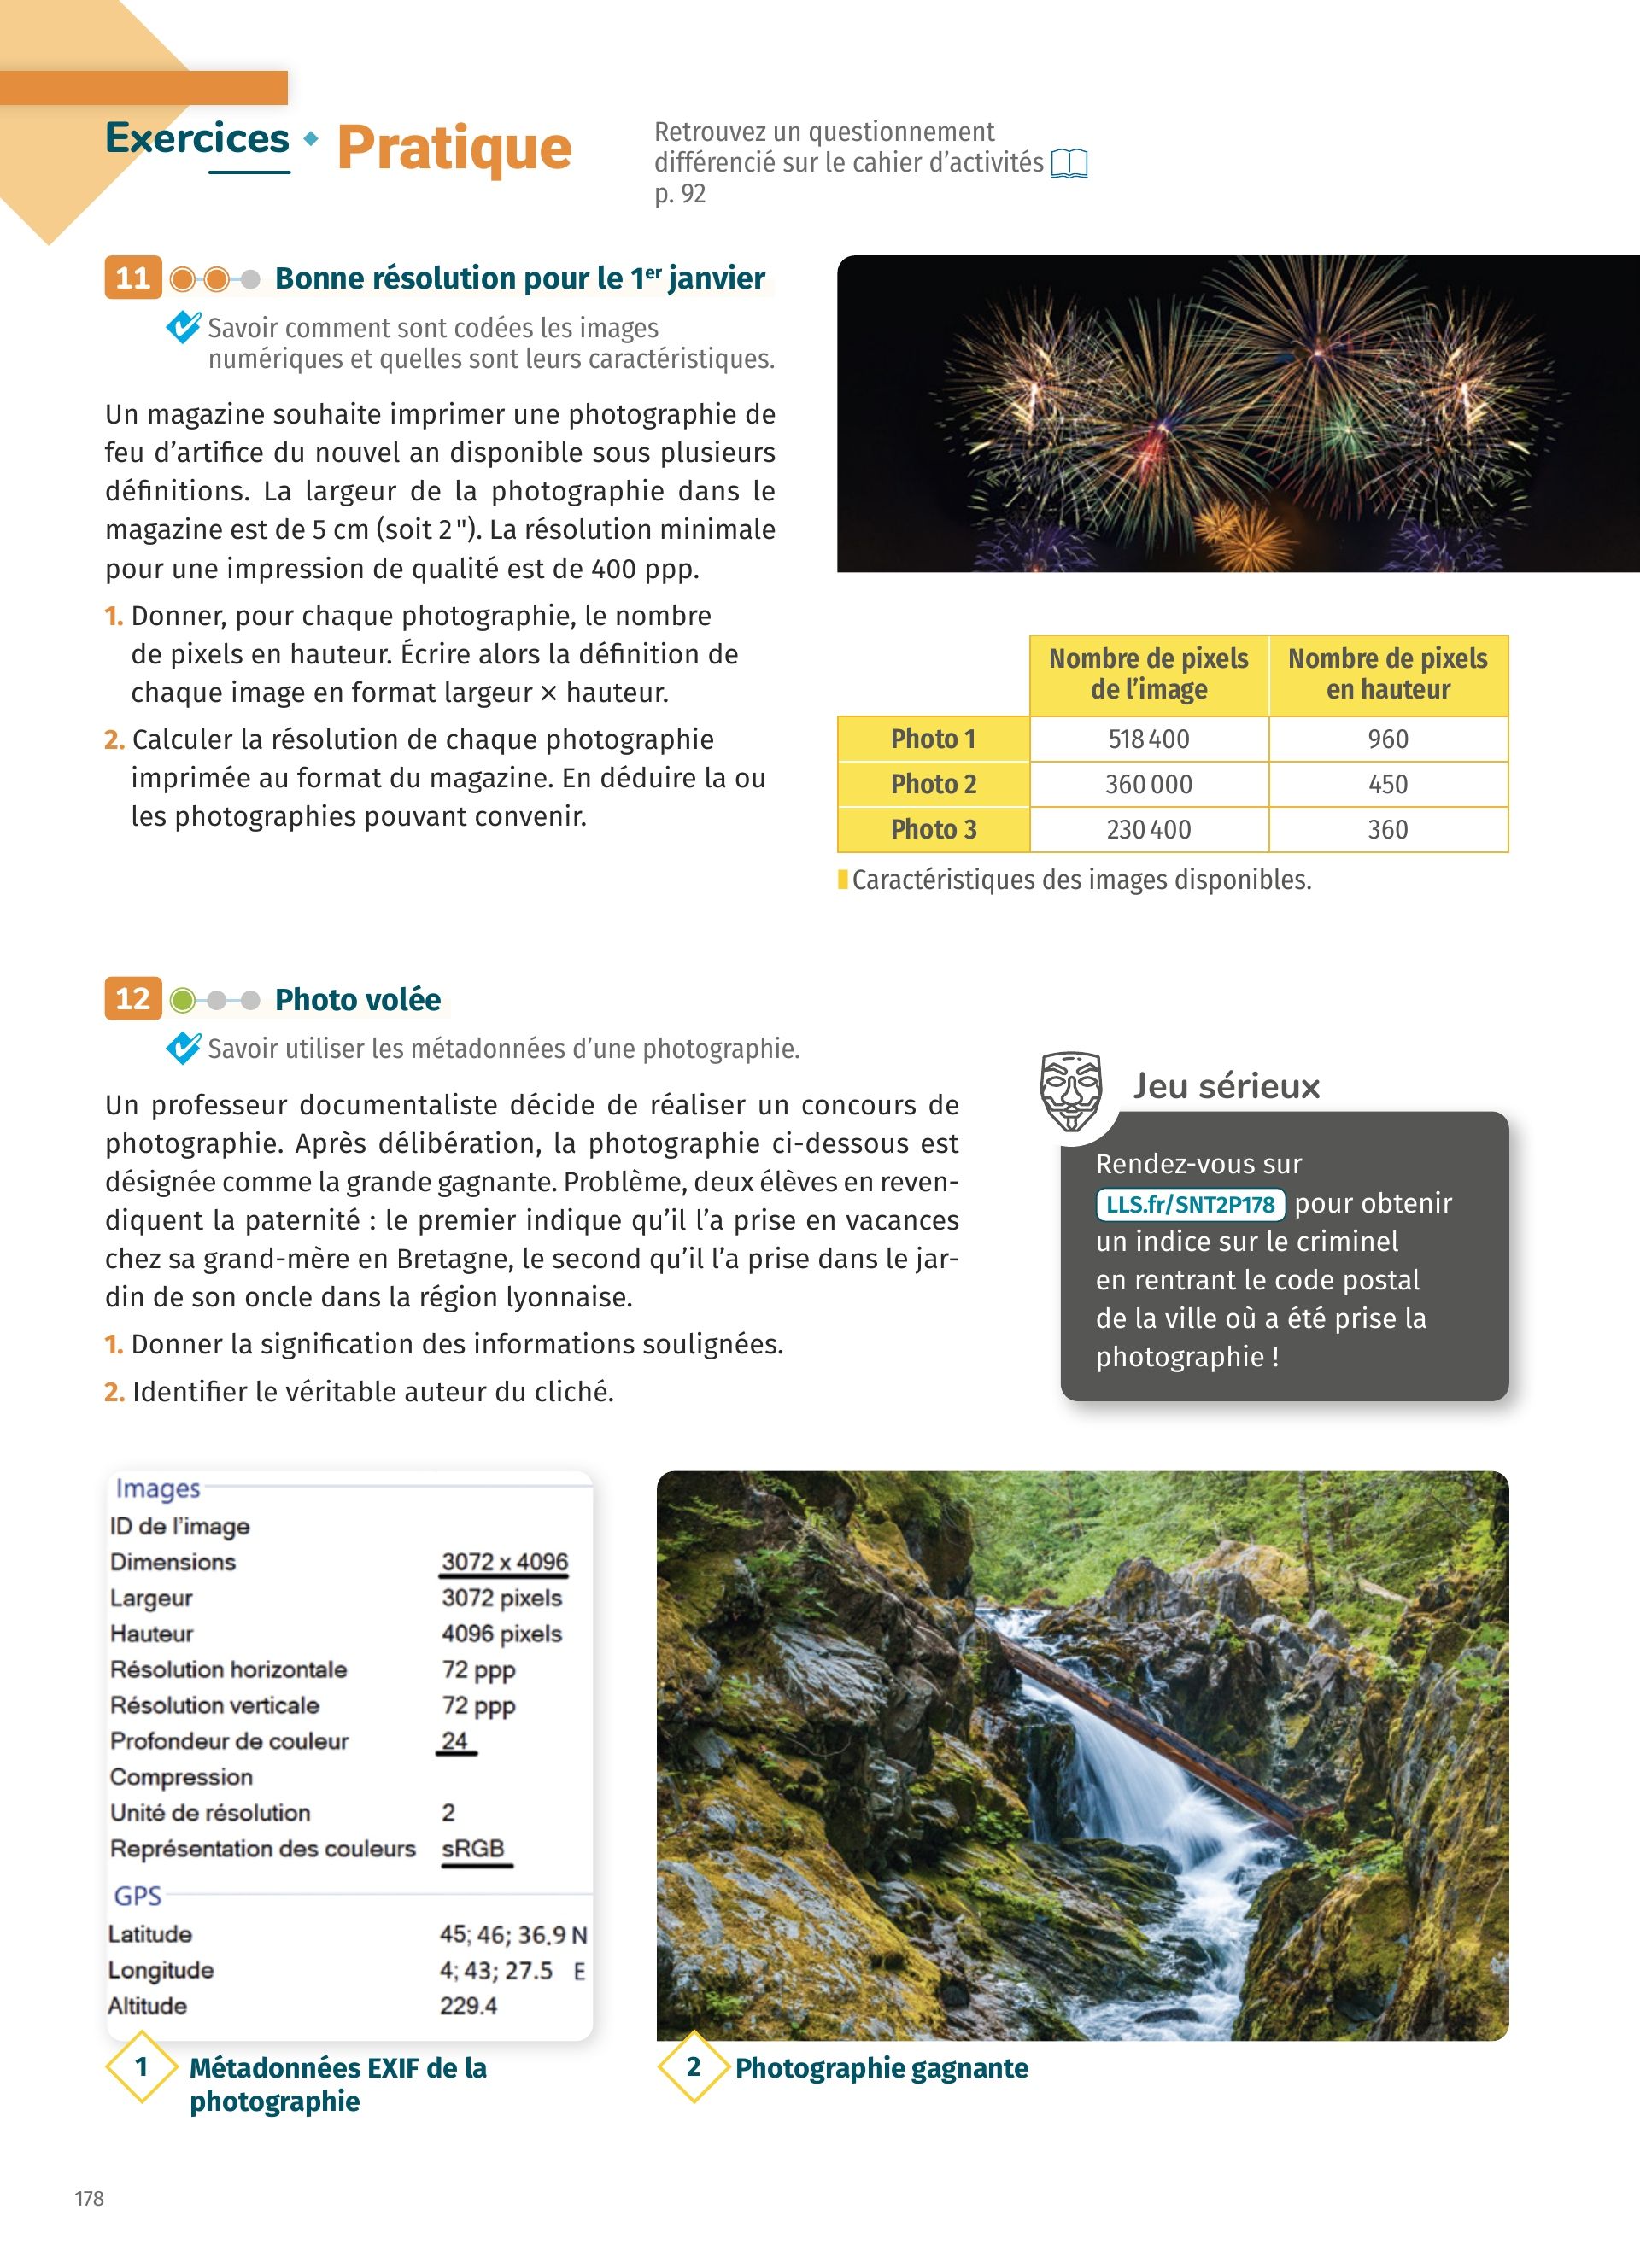 Exercices
Pratique
Retrouvez un questionnement
différencié sur le cahier d'activités
p. 92
11
Bonne résolution pour le 1er janvier
Savoir comment sont codées les images
numériques et quelles sont leurs caractéristiques.
Un magazine souhaite imprimer une photographie de
feu d'artifice du nouvel an disponible sous plusieurs
définitions. La largeur de la photographie dans le
magazine est de 5 cm (soit 2"). La résolution minimale
pour une impression de qualité est de 400 ppp.
1. Donner, pour chaque photographie, le nombre
de pixels en hauteur. Écrire alors la définition de
chaque image en format largeur × hauteur.
2. Calculer la résolution de chaque photographie
imprimée au format du magazine. En déduire la ou
les photographies pouvant convenir.
Nombre de pixels
de l'image
Nombre de pixels
en hauteur
Photo 1 518 400 960
Photo 2 360 000 450
Photo 3 230 400 360
Caractéristiques des images disponibles.
12
Photo volée
Savoir utiliser les métadonnées d'une photographie.
Un professeur documentaliste décide de réaliser un concours de
photographie. Après délibération, la photographie ci-dessous est
désignée comme la grande gagnante. Problème, deux élèves en reven-
diquent la paternité : le premier indique qu'il l'a prise en vacances
chez sa grand-mère en Bretagne, le second qu'il l'a prise dans le jar-
din de son oncle dans la région lyonnaise.
1. Donner la signification des informations soulignées.
2. Identifier le véritable auteur du cliché.
Jeu sérieux
Rendez-vous sur
LLS.fr/SNT2P178 pour obtenir
un indice sur le criminel
en rentrant le code postal
de la ville où a été prise la
photographie !
Images
ID de l'image
Dimensions 3072 x 4096
Largeur 3072 pixels
Hauteur 4096 pixels
Résolution horizontale 72 ppp
Résolution verticale 72 ppp
Profondeur de couleur 24
Compression
Unité de résolution 2
Représentation des couleurs sRGB
GPS
Latitude 45; 46; 36.9 N
Longitude 4; 43; 27.5 E
Altitude 229.4
1 Métadonnées EXIF de la
photographie
2 Photographie gagnante
178